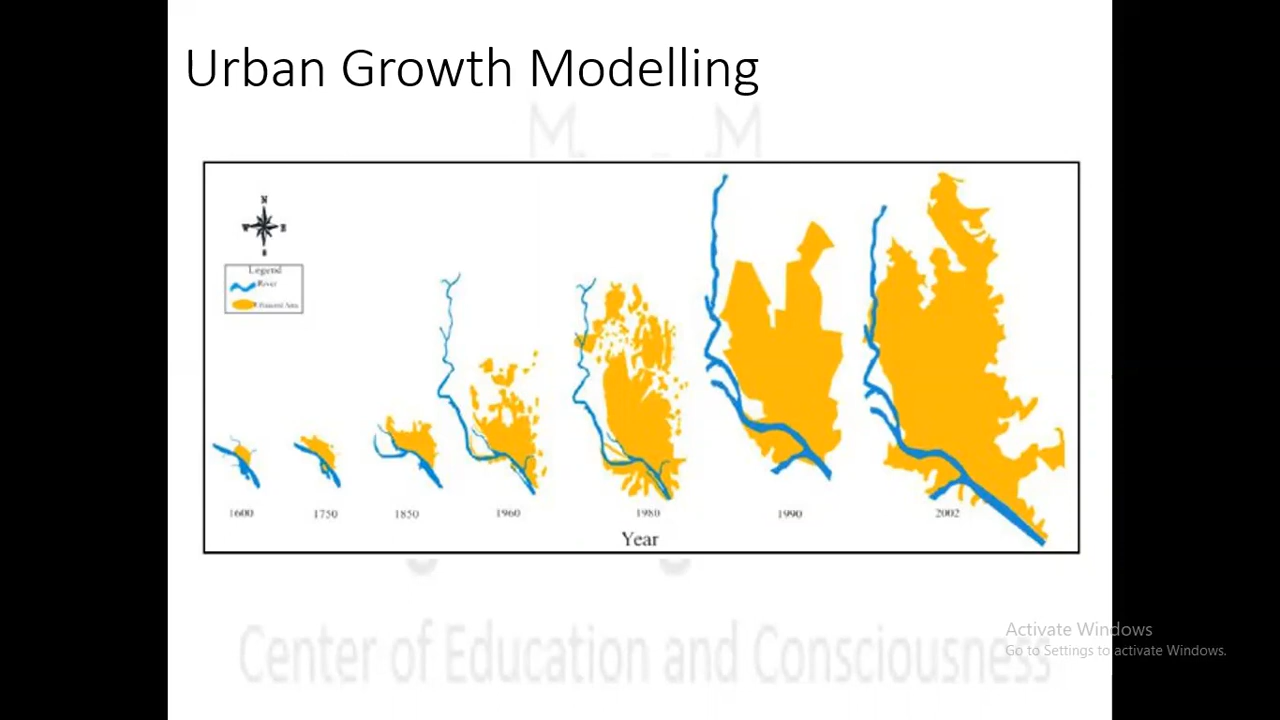 Urban Growth Modelling
M M
N
W E
S
Legend
River
Area
1600 1750 1850 1960 1980 1990 2002
Year
Center of Education and Consciousness
Activate Windows
Go to Settings to activate Windows.